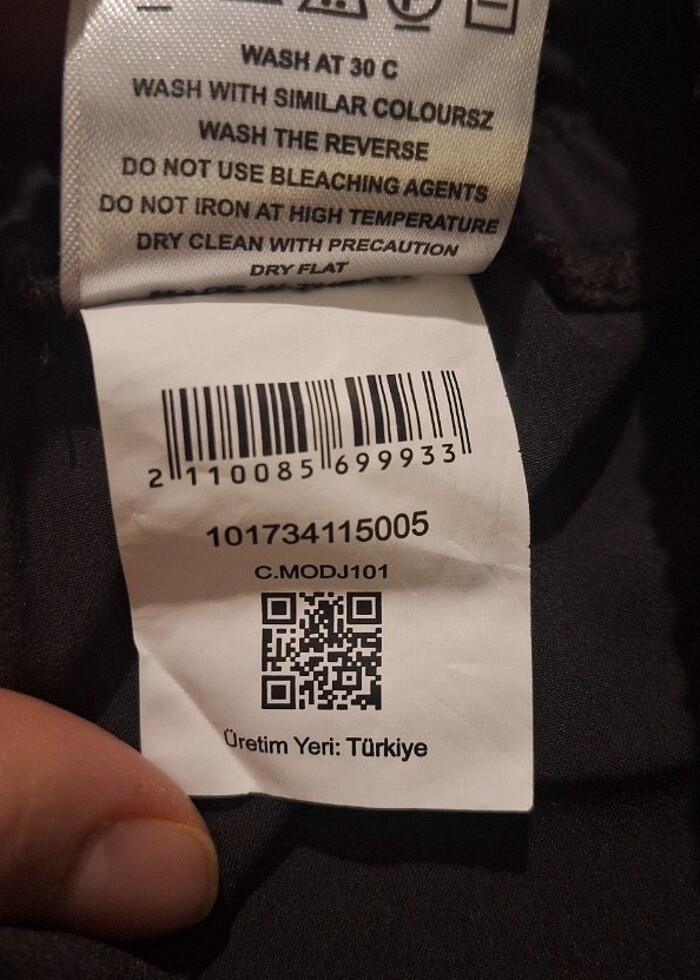 WASH AT 30 C
WASH WITH SIMILAR COLOURSZ
WASH THE REVERSE
DO NOT USE BLEACHING AGENTS
DO NOT IRON AT HIGH TEMPERATURE
DRY CLEAN WITH PRECAUTION
DRY FLAT
2 110085 699933
101734115005
C.MODJ101
Üretim Yeri: Türkiye